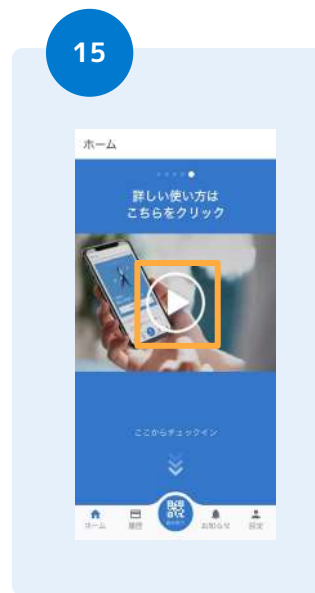 15
ホーム
詳しい使い方は
こちらをクリック
ここからチェックイン
ホーム
履歴
お知らせ
設定